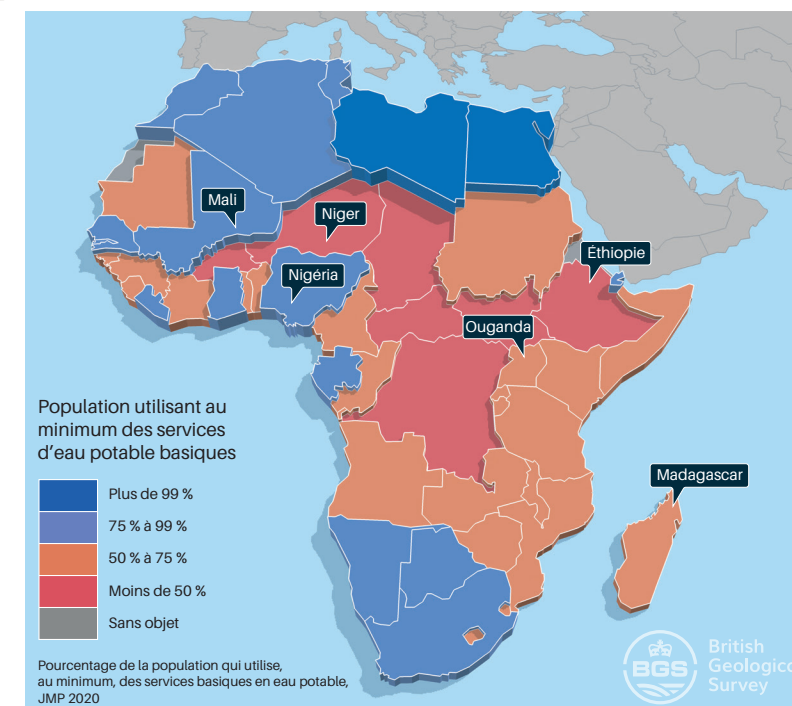 Mali
Niger
Nigéria
Éthiopie
Ouganda
Madagascar
Population utilisant au
minimum des services
d’eau potable basiques
Plus de 99 %
75 % à 99 %
50 % à 75 %
Moins de 50 %
Sans objet
Pourcentage de la population qui utilise,
au minimum, des services basiques en eau potable,
JMP 2020
BGS
British
Geologic
Survey